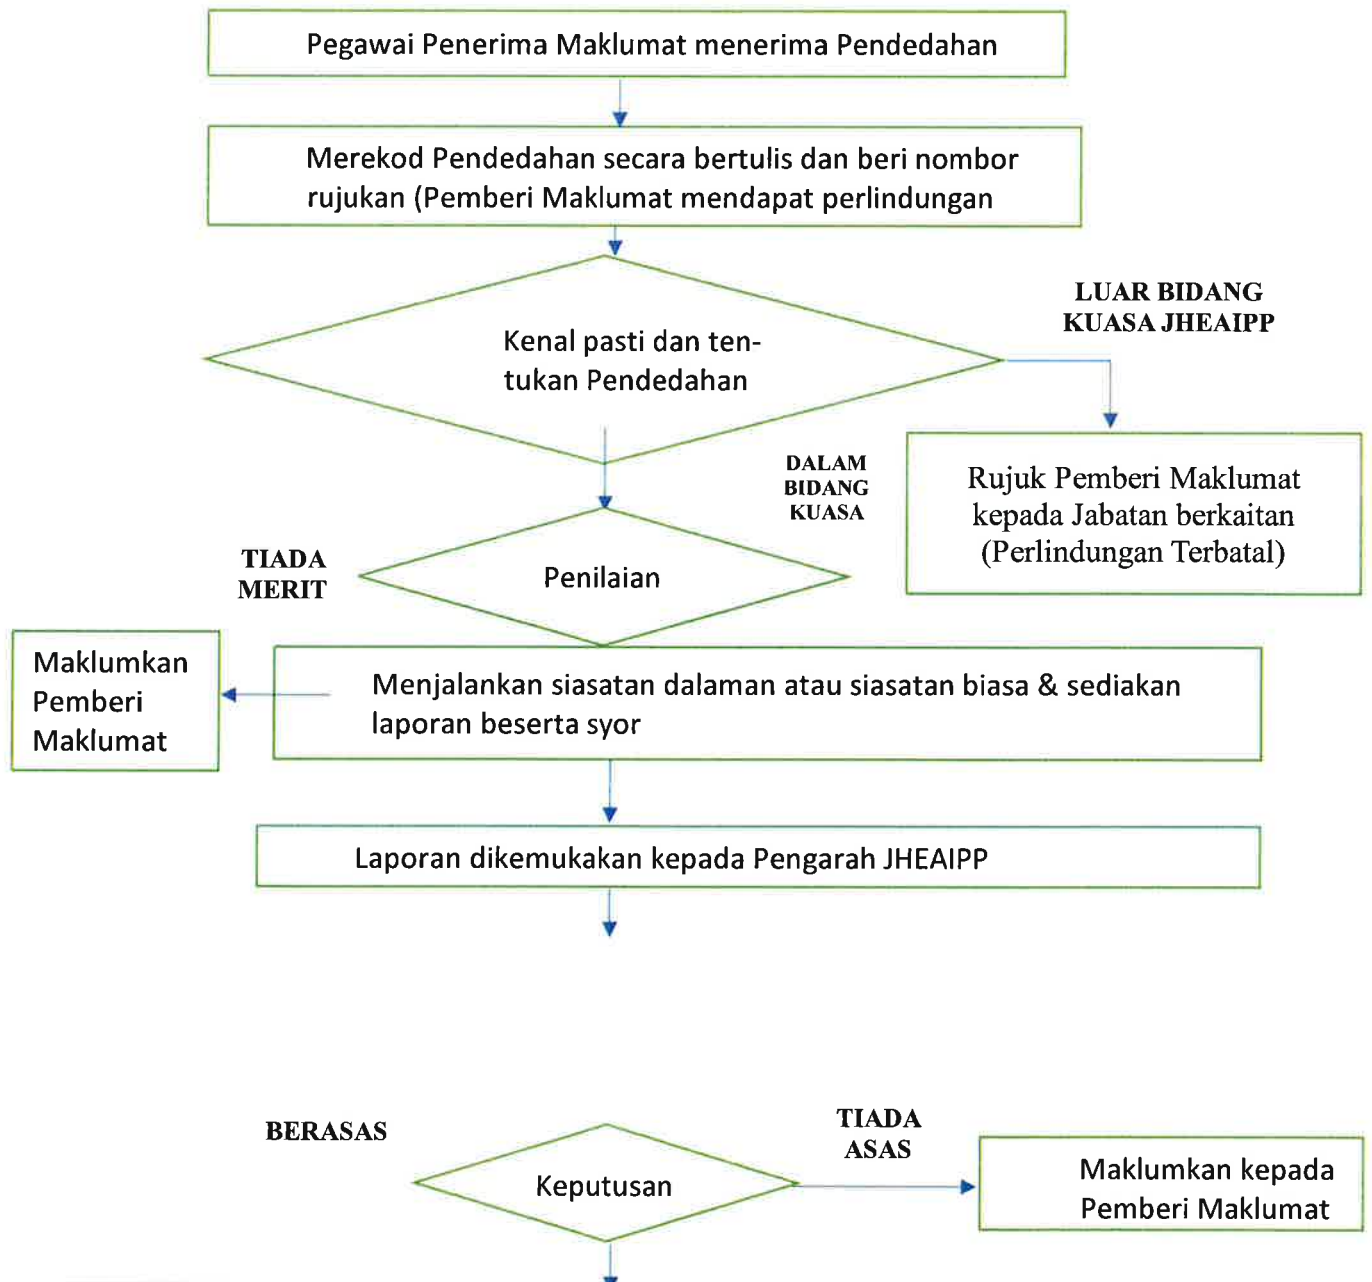 Pegawai Penerima Maklumat menerima Pendedahan
Merekod Pendedahan secara bertulis dan beri nombor
rujukan (Pemberi Maklumat mendapat perlindungan
LUAR BIDANG
KUASA JHEAIPP
Kenal pasti dan ten-
tukan Pendedahan
DALAM
BIDANG
KUASA
Rujuk Pemberi Maklumat
kepada Jabatan berkaitan
(Perlindungan Terbatal)
TIADA
MERIT
Penilaian
Maklumkan
Pemberi
Maklumat
Menjalankan siasatan dalaman atau siasatan biasa & sediakan
laporan beserta syor
Laporan dikemukakan kepada Pengarah JHEAIPP
BERASAS
TIADA
ASAS
Keputusan
Maklumkan kepada
Pemberi Maklumat